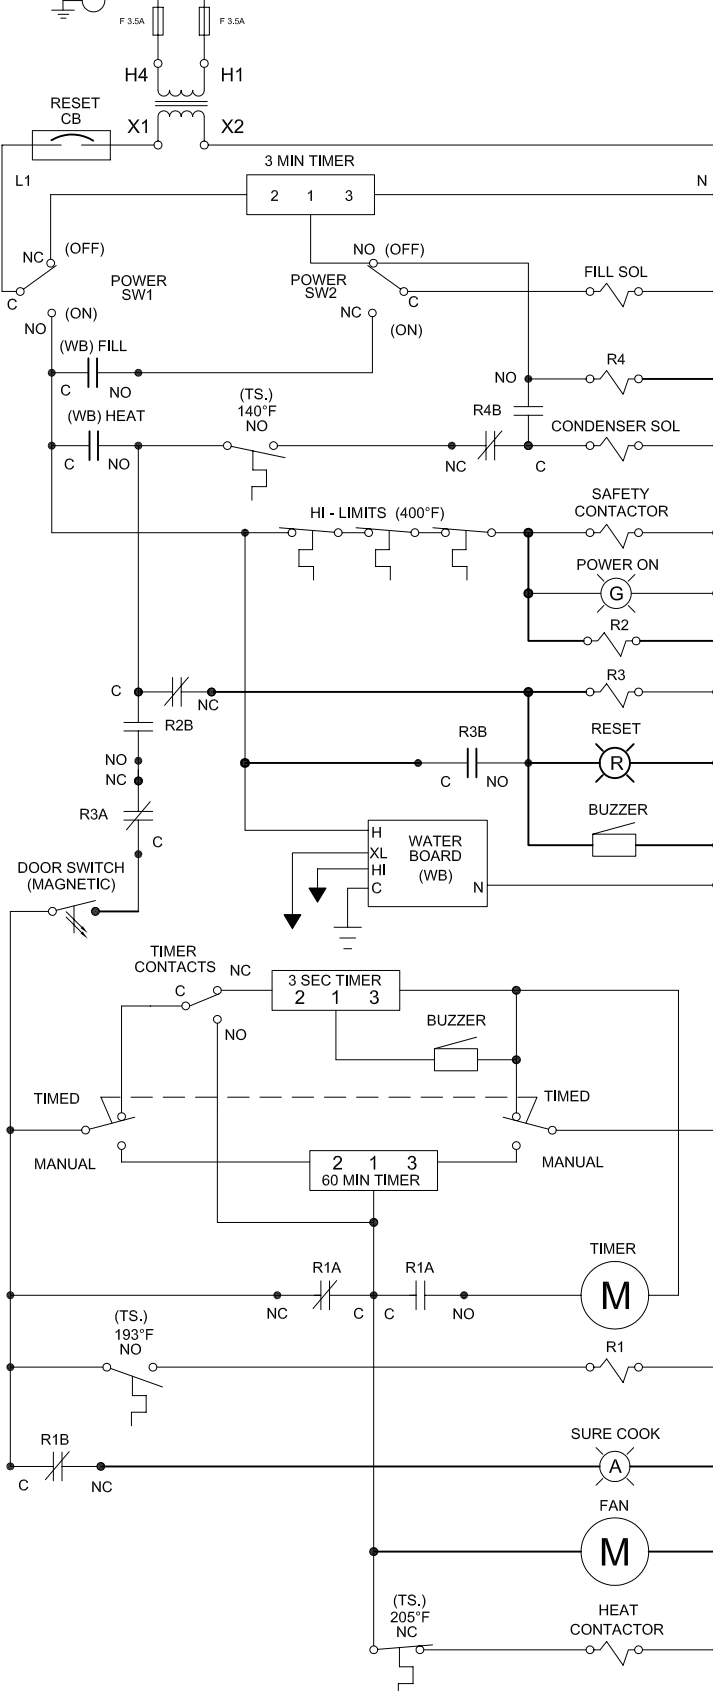 F 3.5A
F 3.5A
H4
H1
RESET
CB
X1
X2
3 MIN TIMER
L1
2 1 3
N
NC
(OFF)
NO (OFF)
POWER
SW1
POWER
SW2
FILL SOL
C
C
NO
(ON)
NC
(ON)
(WB) FILL
R4
C
NO
(TS.)
140°F
NO
NO
R4B
(WB) HEAT
CONDENSER SOL
C
NO
NC
C
HI - LIMITS (400°F)
SAFETY
CONTACTOR
POWER ON
G
R2
C
NC
R2B
R3
R3B
RESET
R
NO
NC
C
NO
R3A
C
BUZZER
H
XL
HI
C
WATER
BOARD
(WB)
N
DOOR SWITCH
(MAGNETIC)
TIMER
CONTACTS
NC
C
NO
3 SEC TIMER
2 1 3
BUZZER
TIMED
TIMED
MANUAL
MANUAL
2 1 3
60 MIN TIMER
R1A
R1A
TIMER
M
NC
C
C
NO
(TS.)
193°F
NO
R1
R1B
SURE COOK
A
C
NC
FAN
M
(TS.)
205°F
NC
HEAT
CONTACTOR